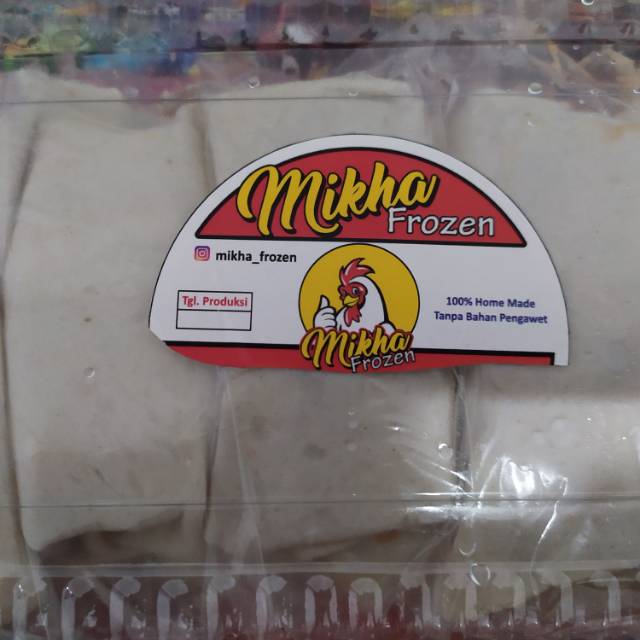 Mikha
Frozen
mikha_frozen
Tgl. Produksi
100% Home Made
Tanpa Bahan Pengawet
Mikha
Frozen